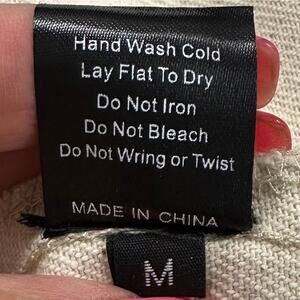 Hand Wash Cold
Lay Flat To Dry
Do Not Iron
Do Not Bleach
Do Not Wring or Twist
MADE IN CHINA
M